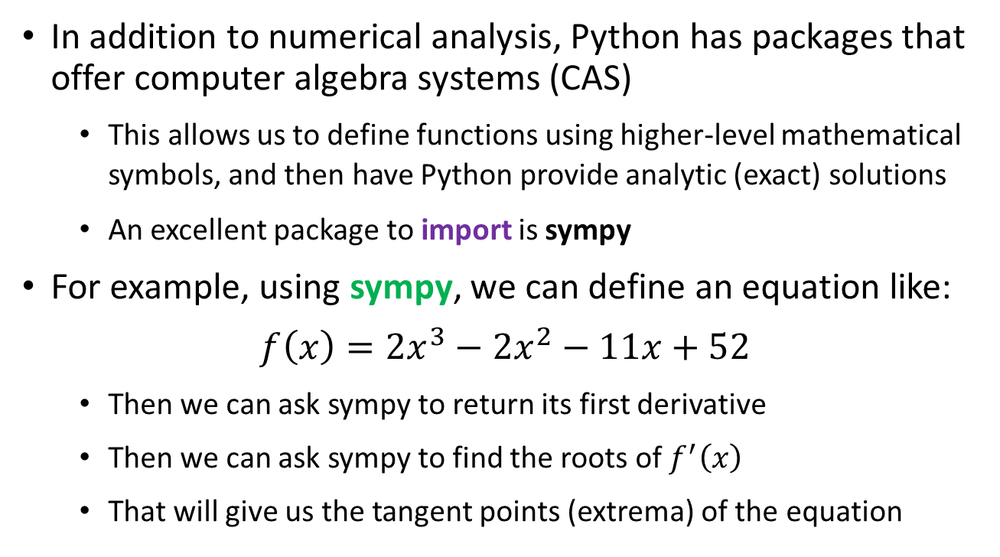 • In addition to numerical analysis, Python has packages that
offer computer algebra systems (CAS)
• This allows us to define functions using higher-level mathematical
symbols, and then have Python provide analytic (exact) solutions
• An excellent package to import is sympy
• For example, using sympy, we can define an equation like:
f(x) = 2x³ − 2x² − 11x + 52
• Then we can ask sympy to return its first derivative
• Then we can ask sympy to find the roots of f′(x)
• That will give us the tangent points (extrema) of the equation